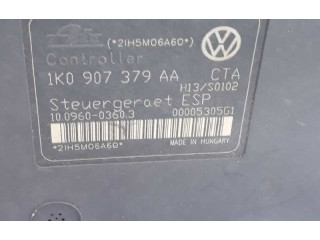 ate (*2IH5M06A60*)
Controller
1K0 907 379 AA CTA
H13/S0102
Steuergeraet ESP
10.0960-0360.3 00005305G1
*2IH5M06A60* MADE IN HUNGARY